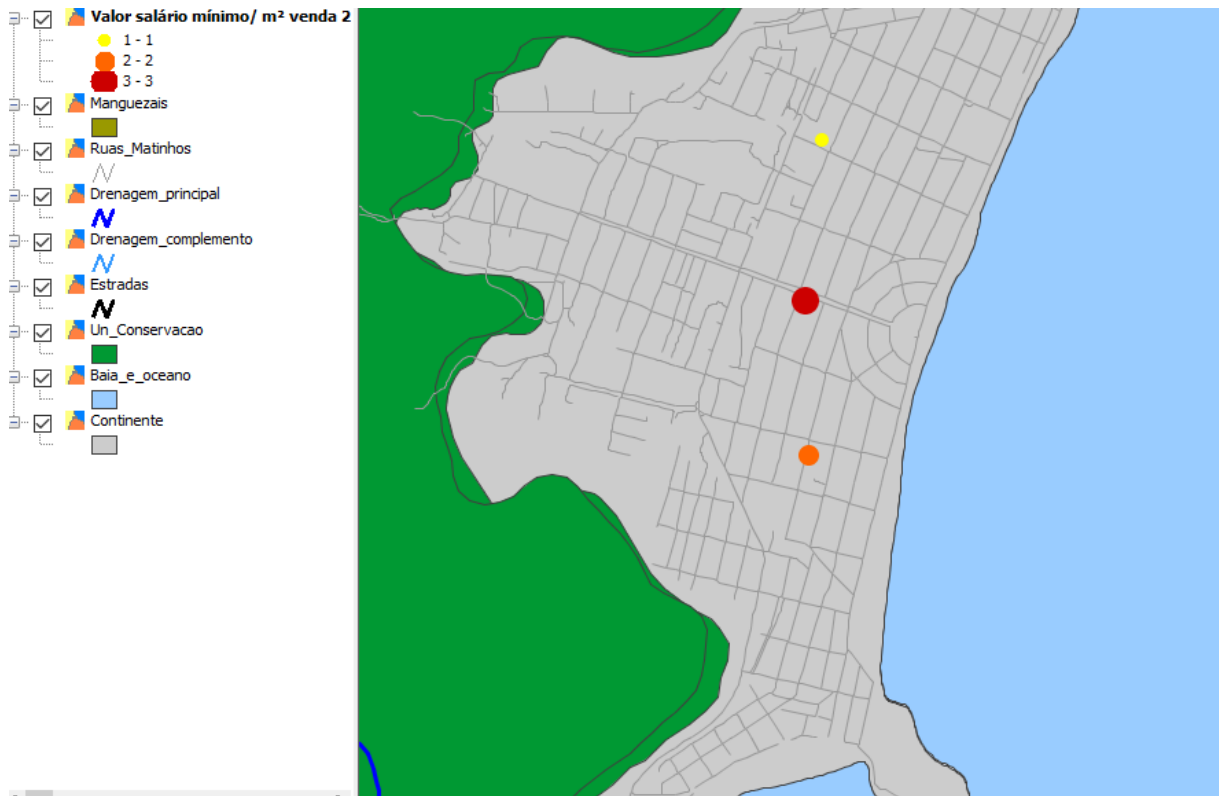 Valor salário mínimo/ m² venda 2
1 - 1
2 - 2
3 - 3
Manguezais
Ruas_Matinhos
Drenagem_principal
Drenagem_complemento
Estradas
Un_Conservacao
Baia_e_oceano
Continente